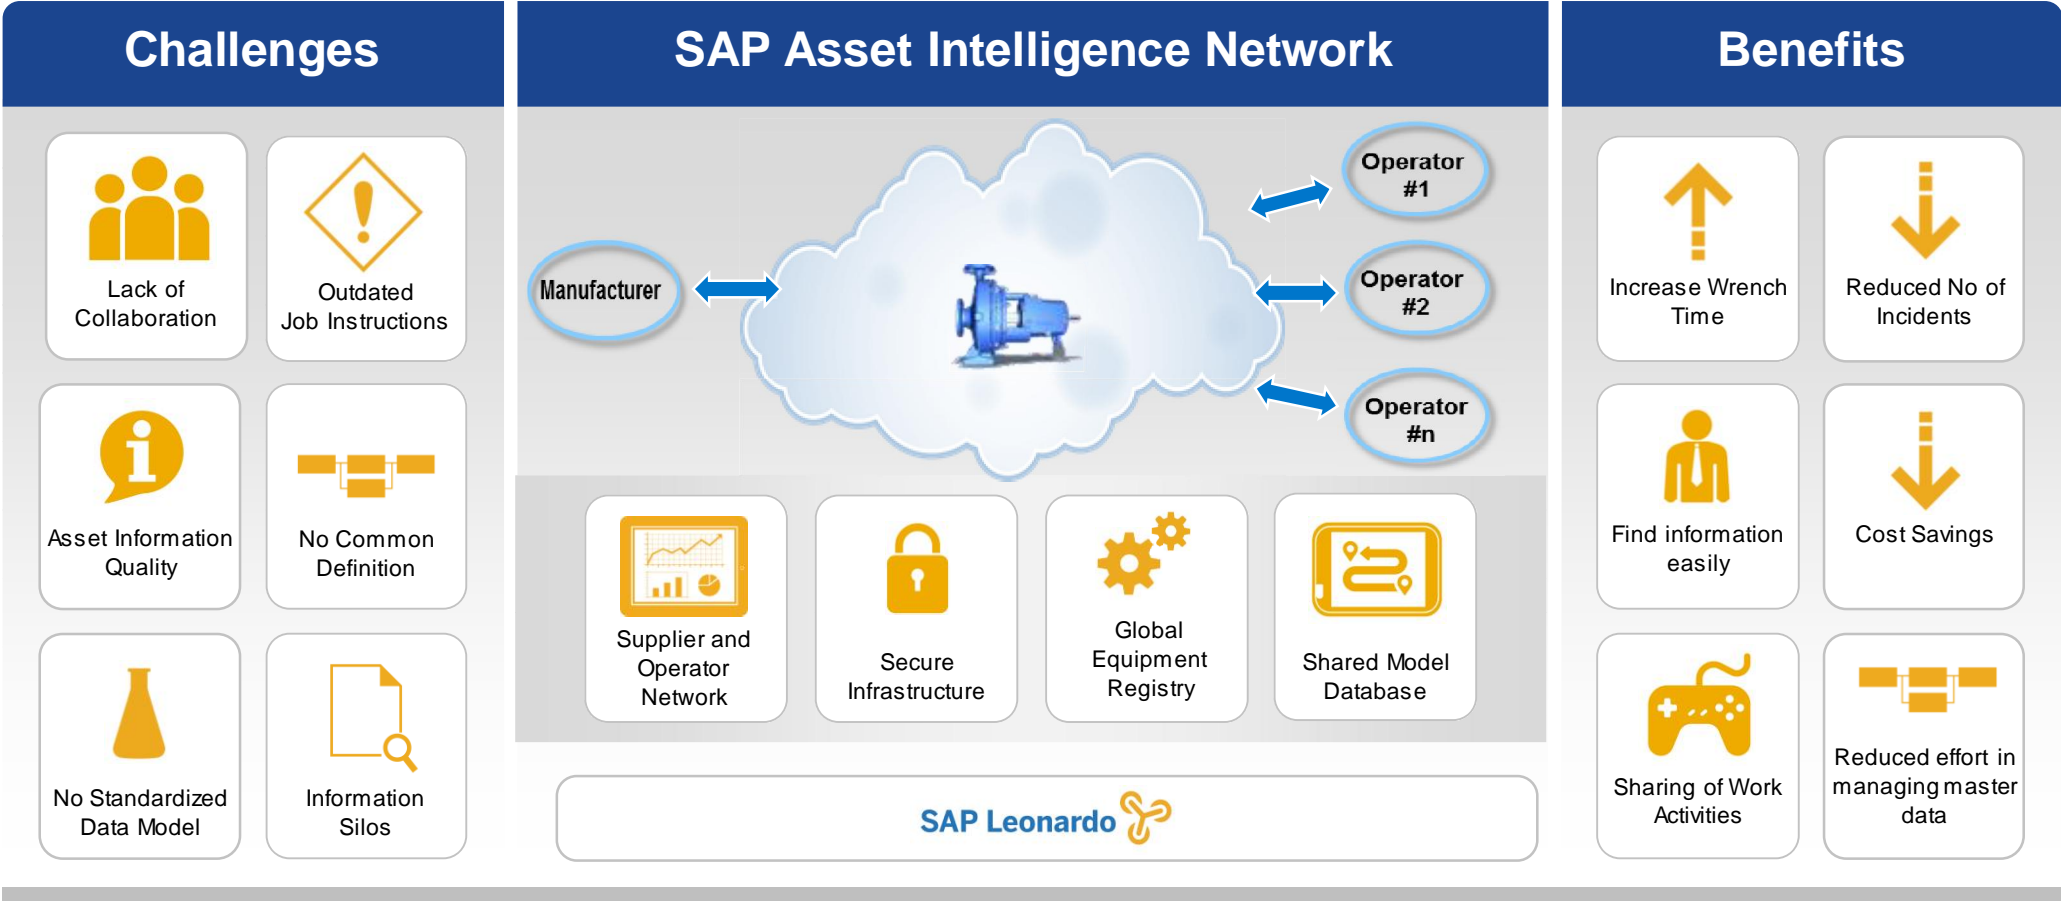 Challenges
Lack of
Collaboration
Outdated
Job Instructions
Asset Information
Quality
No Common
Definition
No Standardized
Data Model
Information
Silos
SAP Asset Intelligence Network
Manufacturer
Operator
#1
Operator
#2
Operator
#n
Supplier and
Operator
Network
Secure
Infrastructure
Global
Equipment
Registry
Shared Model
Database
SAP Leonardo
Benefits
Increase Wrench
Time
Reduced No of
Incidents
Find information
easily
Cost Savings
Sharing of Work
Activities
Reduced effort in
managing master
data